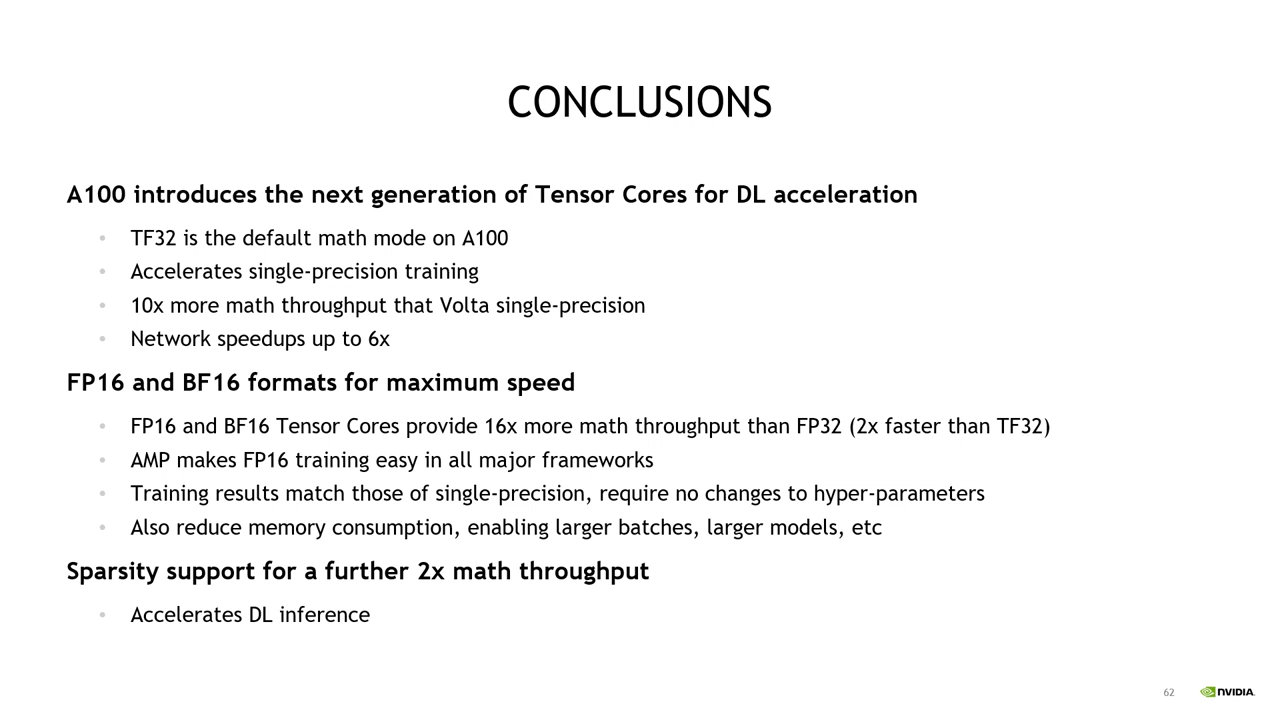 CONCLUSIONS
A100 introduces the next generation of Tensor Cores for DL acceleration
• TF32 is the default math mode on A100
• Accelerates single-precision training
• 10x more math throughput that Volta single-precision
• Network speedups up to 6x
FP16 and BF16 formats for maximum speed
• FP16 and BF16 Tensor Cores provide 16x more math throughput than FP32 (2x faster than TF32)
• AMP makes FP16 training easy in all major frameworks
• Training results match those of single-precision, require no changes to hyper-parameters
• Also reduce memory consumption, enabling larger batches, larger models, etc
Sparsity support for a further 2x math throughput
• Accelerates DL inference
62 NVIDIA.